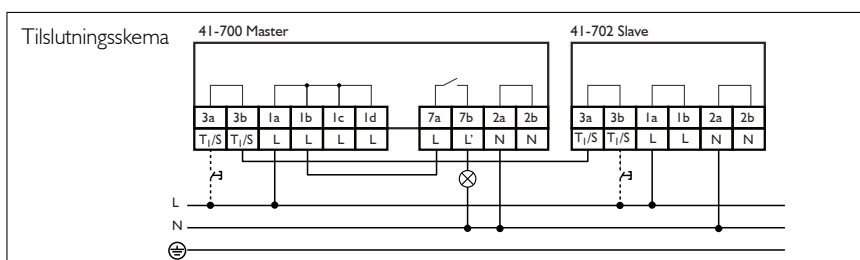 Tilslutningsskema
41-700 Master
41-702 Slave
3a 3b 1a 1b 1c 1d 7a 7b 2a 2b
T1/S T1/S L L L L L L' N N
3a 3b 1a 1b 2a 2b
T1/S T1/S L L N N
L
N